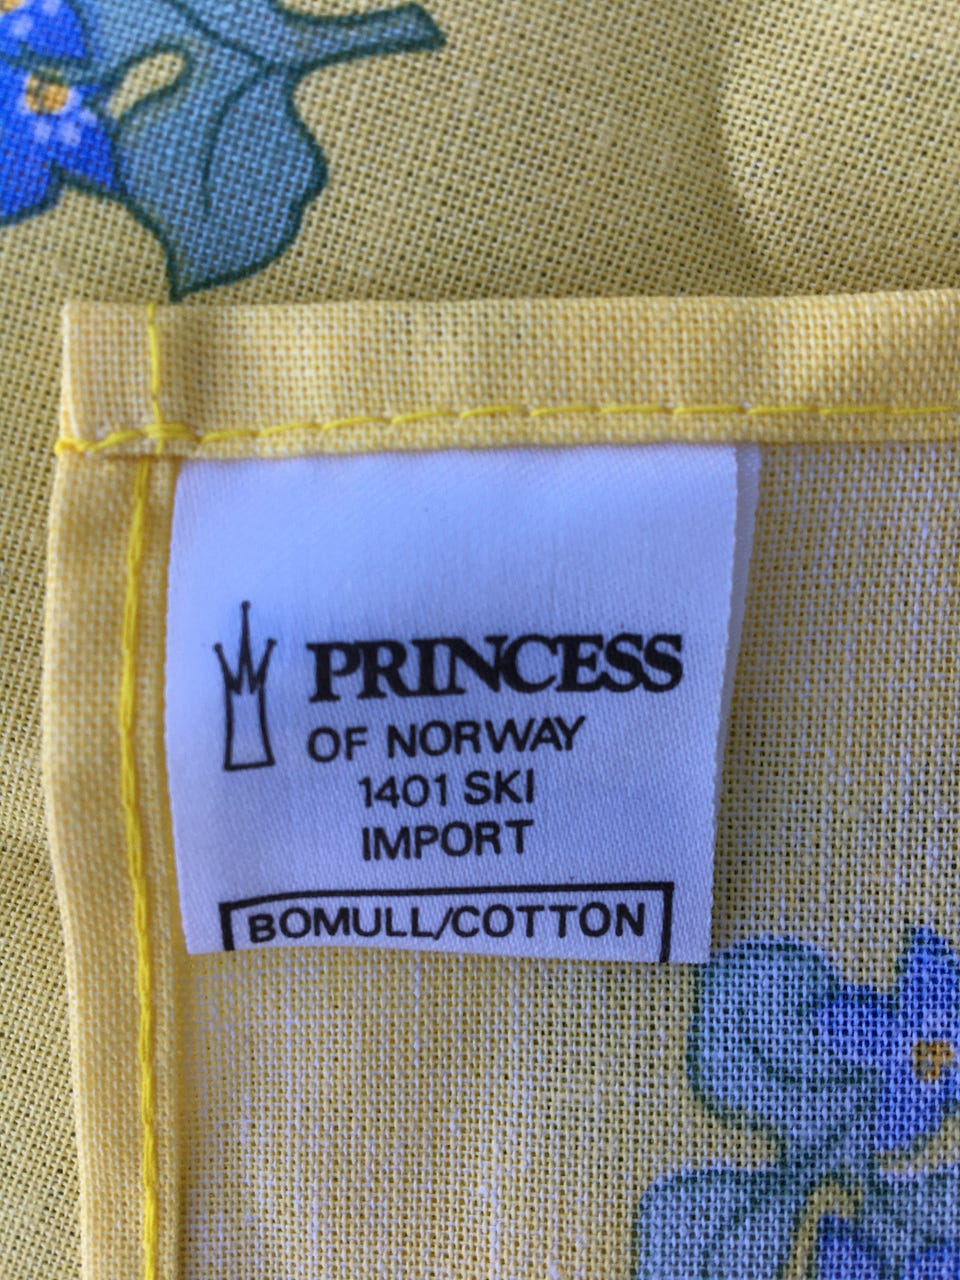 PRINCESS
OF NORWAY
1401 SKI
IMPORT
BOMULL/COTTON